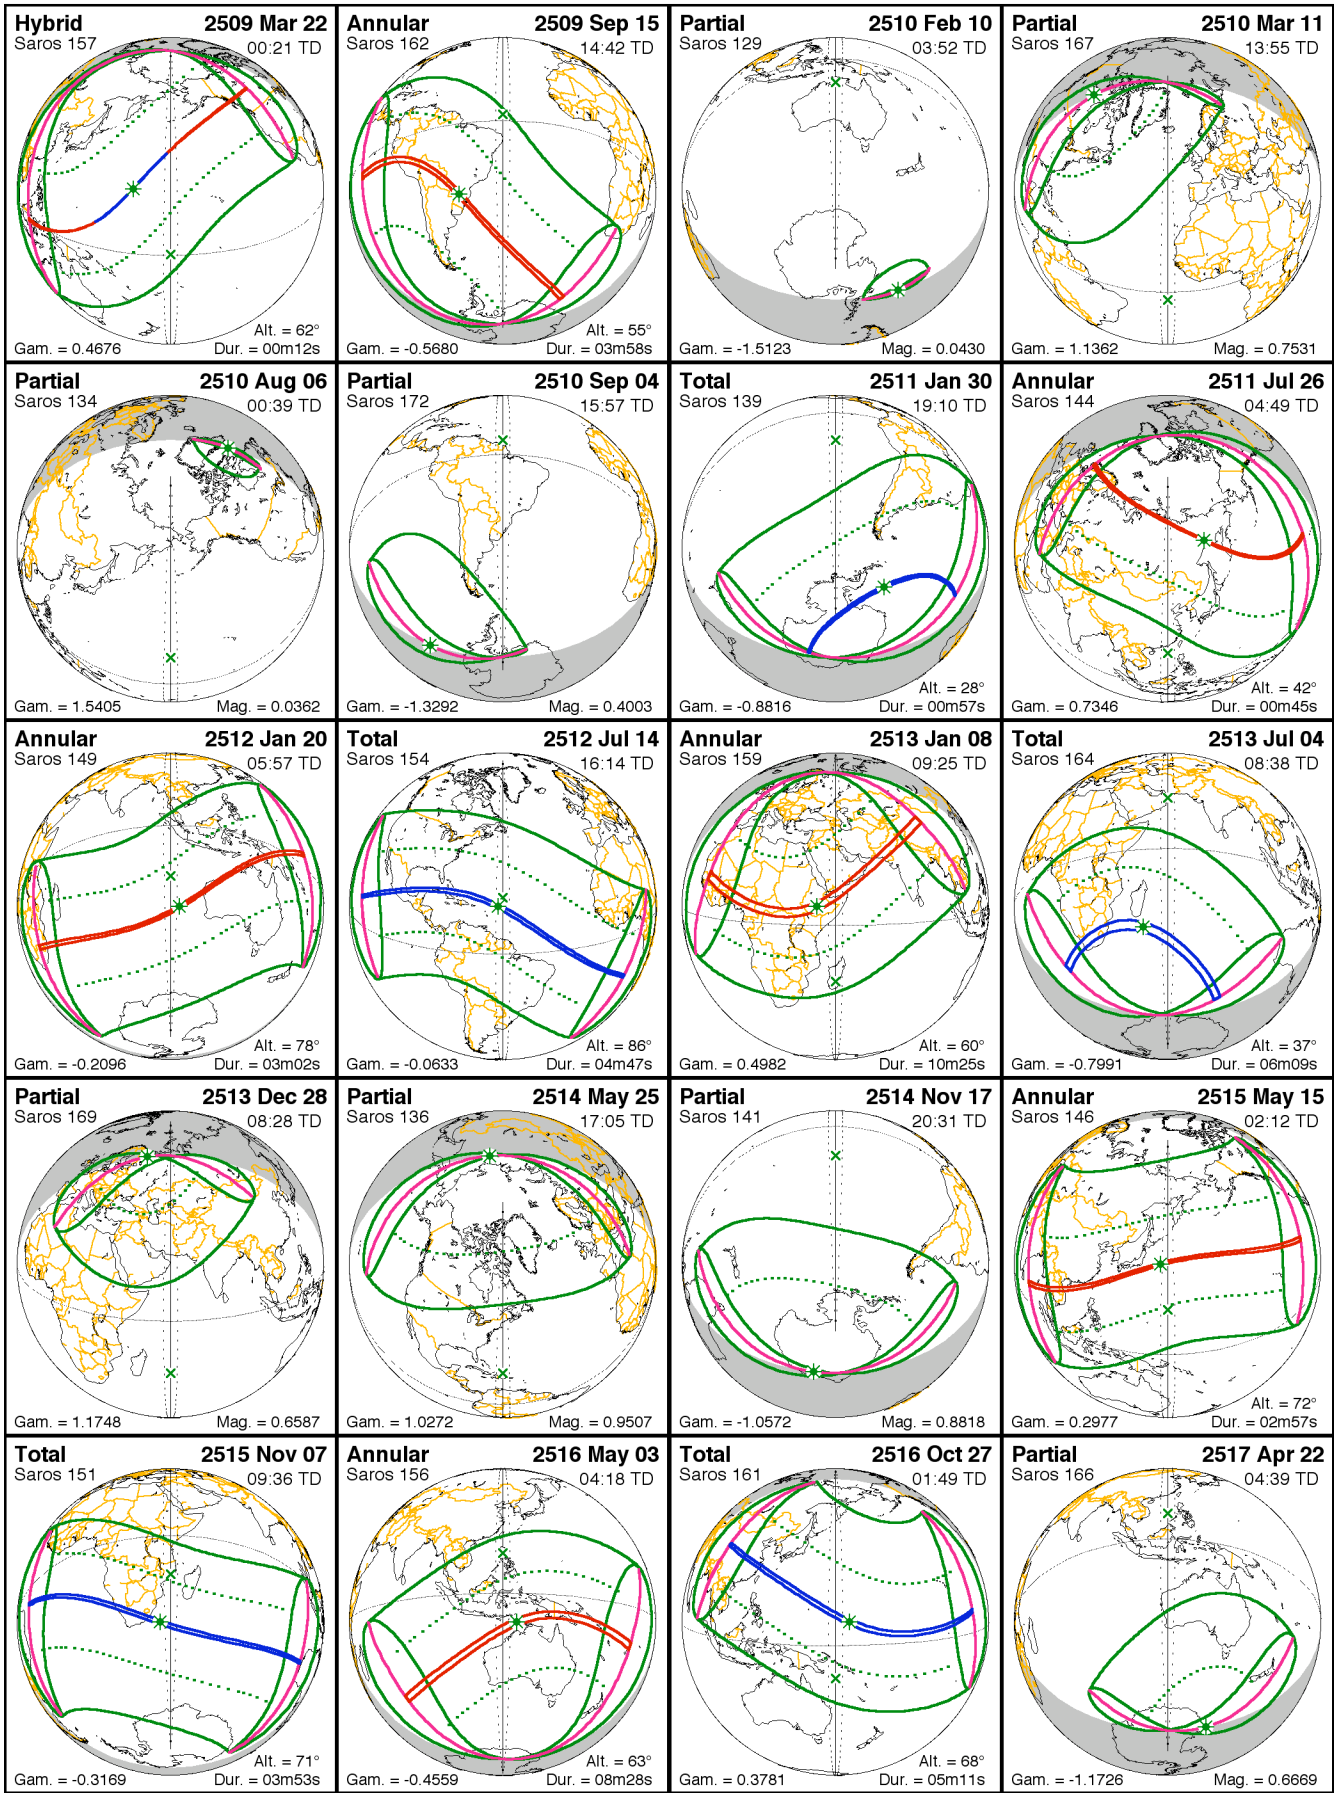 Hybrid 2509 Mar 22
Saros 157 00:21 TD
Alt. = 62°
Gam. = 0.4676 Dur. = 00m12s
Annular 2509 Sep 15
Saros 162 14:42 TD
Alt. = 55°
Gam. = -0.5680 Dur. = 03m58s
Partial 2510 Feb 10
Saros 129 03:52 TD
Gam. = -1.5123 Mag. = 0.0430
Partial 2510 Mar 11
Saros 167 13:55 TD
Gam. = 1.1362 Mag. = 0.7531
Partial 2510 Aug 06
Saros 134 00:39 TD
Gam. = 1.5405 Mag. = 0.0362
Partial 2510 Sep 04
Saros 172 15:57 TD
Gam. = -1.3292 Mag. = 0.4003
Total 2511 Jan 30
Saros 139 19:10 TD
Alt. = 28°
Gam. = -0.8816 Dur. = 00m57s
Annular 2511 Jul 26
Saros 144 04:49 TD
Alt. = 42°
Gam. = 0.7346 Dur. = 00m45s
Annular 2512 Jan 20
Saros 149 05:57 TD
Alt. = 78°
Gam. = -0.2096 Dur. = 03m02s
Total 2512 Jul 14
Saros 154 16:14 TD
Alt. = 86°
Gam. = -0.0633 Dur. = 04m47s
Annular 2513 Jan 08
Saros 159 09:25 TD
Alt. = 60°
Gam. = 0.4982 Dur. = 10m25s
Total 2513 Jul 04
Saros 164 08:38 TD
Alt. = 37°
Gam. = -0.7991 Dur. = 06m09s
Partial 2513 Dec 28
Saros 169 08:28 TD
Gam. = 1.1748 Mag. = 0.6587
Partial 2514 May 25
Saros 136 17:05 TD
Gam. = 1.0272 Mag. = 0.9507
Partial 2514 Nov 17
Saros 141 20:31 TD
Gam. = -1.0572 Mag. = 0.8818
Annular 2515 May 15
Saros 146 02:12 TD
Alt. = 72°
Gam. = 0.2977 Dur. = 02m57s
Total 2515 Nov 07
Saros 151 09:36 TD
Alt. = 71°
Gam. = -0.3169 Dur. = 03m53s
Annular 2516 May 03
Saros 156 04:18 TD
Alt. = 63°
Gam. = -0.4559 Dur. = 08m28s
Total 2516 Oct 27
Saros 161 01:49 TD
Alt. = 68°
Gam. = 0.3781 Dur. = 05m11s
Partial 2517 Apr 22
Saros 166 04:39 TD
Gam. = -1.1726 Mag. = 0.6669